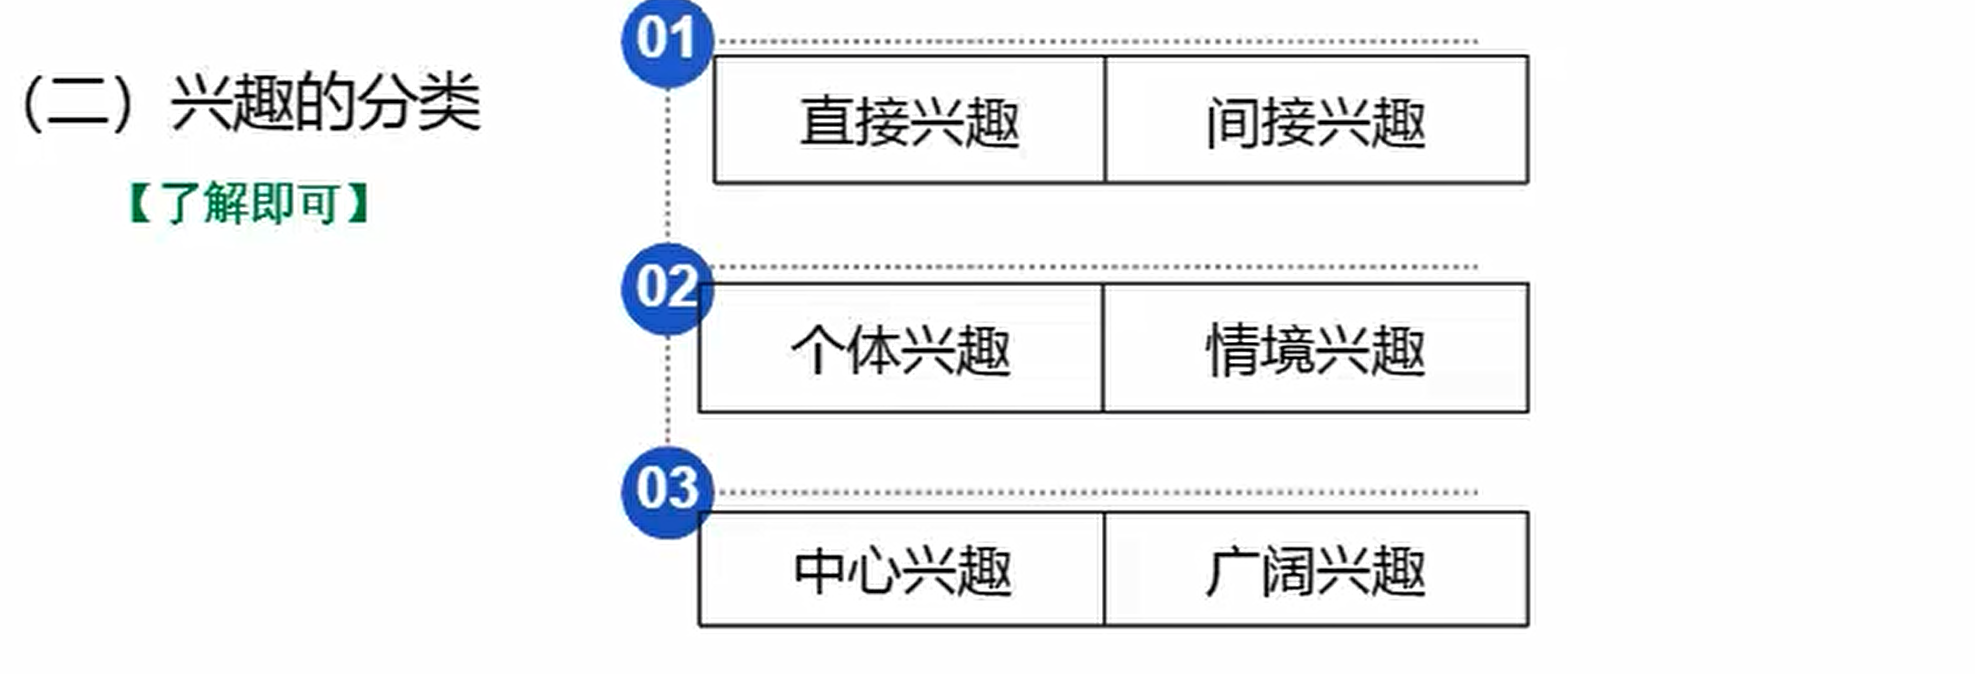 （二）兴趣的分类
【了解即可】
01
直接兴趣 间接兴趣
02
个体兴趣 情境兴趣
03
中心兴趣 广阔兴趣